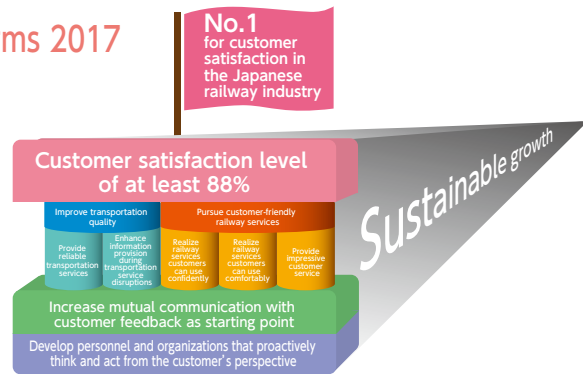 ms 2017
No.1
for customer
satisfaction in
the Japanese
railway industry
Customer satisfaction level
of at least 88%
Sustainable growth
Improve transportation
quality
Pursue customer-friendly
railway services
Provide
reliable
transportation
services
Enhance
information
provision
during
transportation
service
disruptions
Realize
railway
services
customers
can use
confidently
Realize
railway
services
customers
can use
comfortably
Provide
impressive
customer
service
Increase mutual communication with
customer feedback as starting point
Develop personnel and organizations that proactively
think and act from the customer's perspective